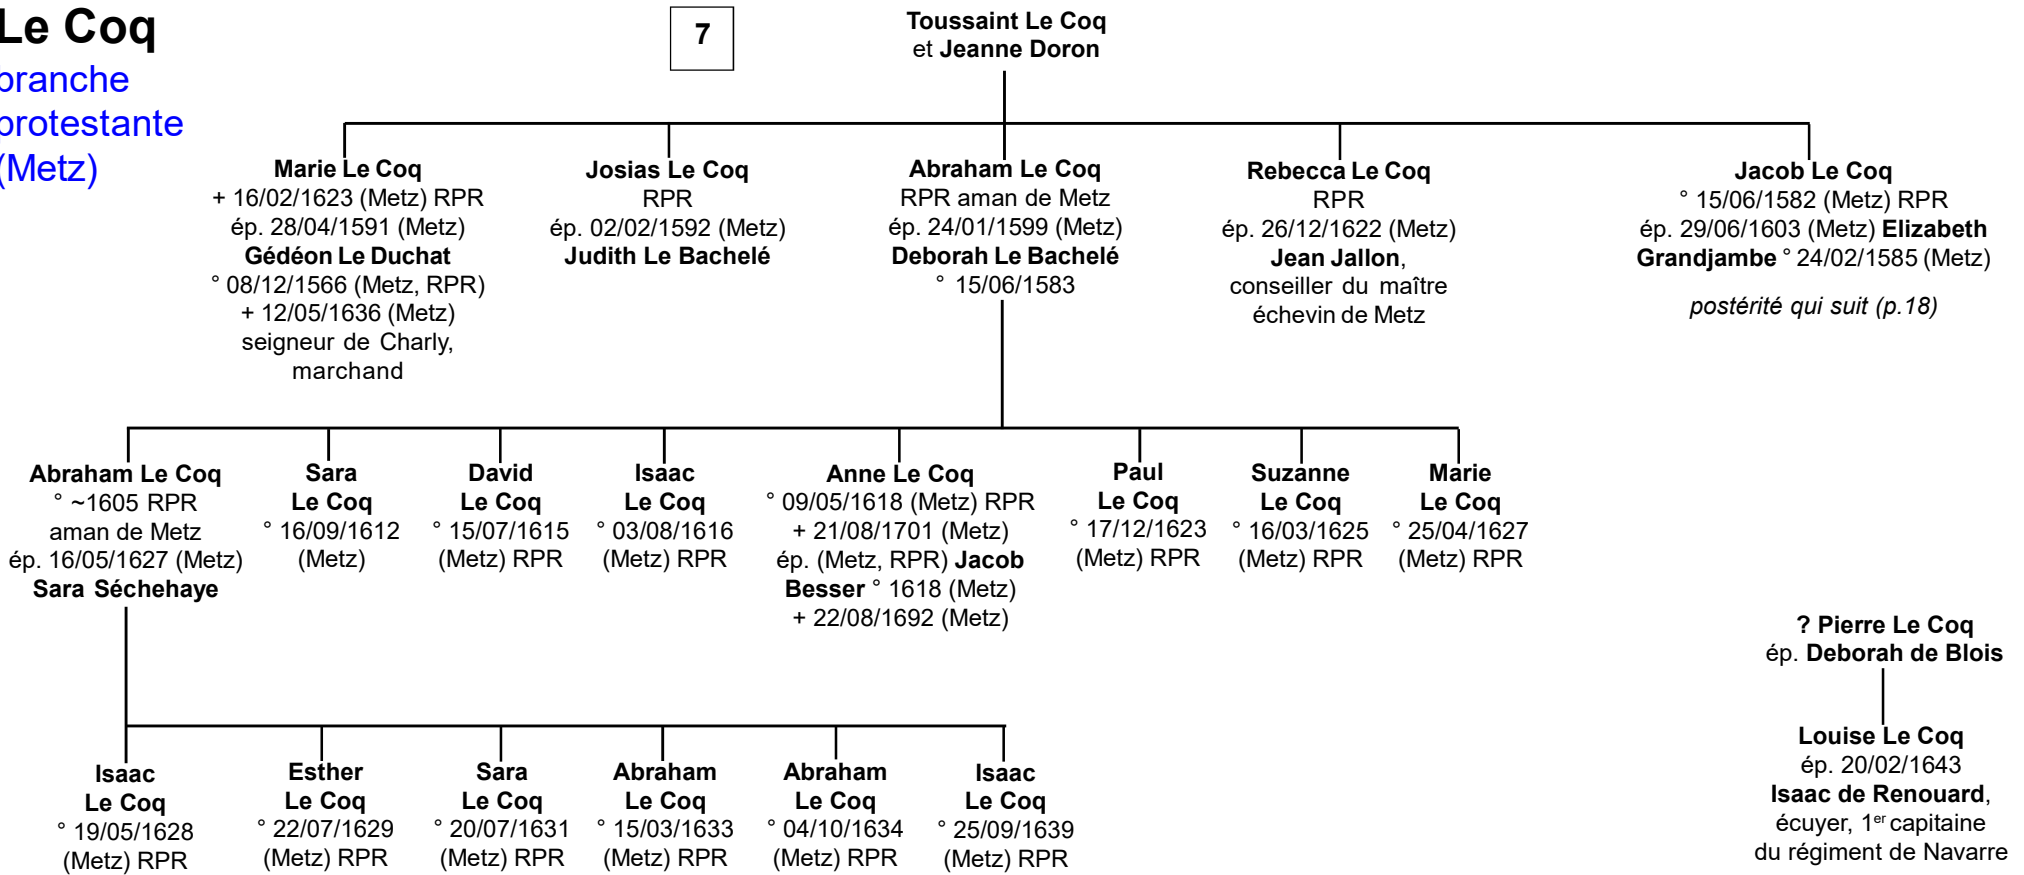 Le Coq
branche
protestante
(Metz)
7
Toussaint Le Coq
et Jeanne Doron
Marie Le Coq
+ 16/02/1623 (Metz) RPR
ép. 28/04/1591 (Metz)
Gédéon Le Duchat
° 08/12/1566 (Metz, RPR)
+ 12/05/1636 (Metz)
seigneur de Charly,
marchand
Josias Le Coq
RPR
ép. 02/02/1592 (Metz)
Judith Le Bachelé
Abraham Le Coq
RPR aman de Metz
ép. 24/01/1599 (Metz)
Deborah Le Bachelé
° 15/06/1583
Rebecca Le Coq
RPR
ép. 26/12/1622 (Metz)
Jean Jallon,
conseiller du maître
échevin de Metz
Jacob Le Coq
° 15/06/1582 (Metz) RPR
ép. 29/06/1603 (Metz) Elizabeth
Grandjambe ° 24/02/1585 (Metz)
postérité qui suit (p.18)
Abraham Le Coq
° ~1605 RPR
aman de Metz
ép. 16/05/1627 (Metz)
Sara Séchehaye
Sara
Le Coq
° 16/09/1612
(Metz)
David
Le Coq
° 15/07/1615
(Metz) RPR
Isaac
Le Coq
° 03/08/1616
(Metz) RPR
Anne Le Coq
° 09/05/1618 (Metz) RPR
+ 21/08/1701 (Metz)
ép. (Metz, RPR) Jacob
Besser ° 1618 (Metz)
+ 22/08/1692 (Metz)
Paul
Le Coq
° 17/12/1623
(Metz) RPR
Suzanne
Le Coq
° 16/03/1625
(Metz) RPR
Marie
Le Coq
° 25/04/1627
(Metz) RPR
? Pierre Le Coq
ép. Deborah de Blois
Louise Le Coq
ép. 20/02/1643
Isaac de Renouard,
écuyer, 1er capitaine
du régiment de Navarre
Isaac
Le Coq
° 19/05/1628
(Metz) RPR
Esther
Le Coq
° 22/07/1629
(Metz) RPR
Sara
Le Coq
° 20/07/1631
(Metz) RPR
Abraham
Le Coq
° 15/03/1633
(Metz) RPR
Abraham
Le Coq
° 04/10/1634
(Metz) RPR
Isaac
Le Coq
° 25/09/1639
(Metz) RPR